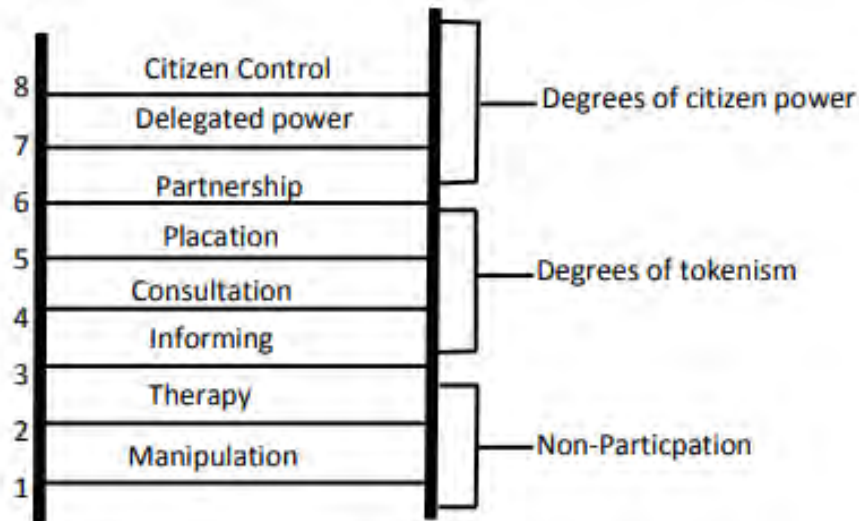 8
Citizen Control
Degrees of citizen power
7
Delegated power
6
Partnership
5
Placation
Degrees of tokenism
4
Consultation
3
Informing
2
Therapy
Non-Particpation
1
Manipulation